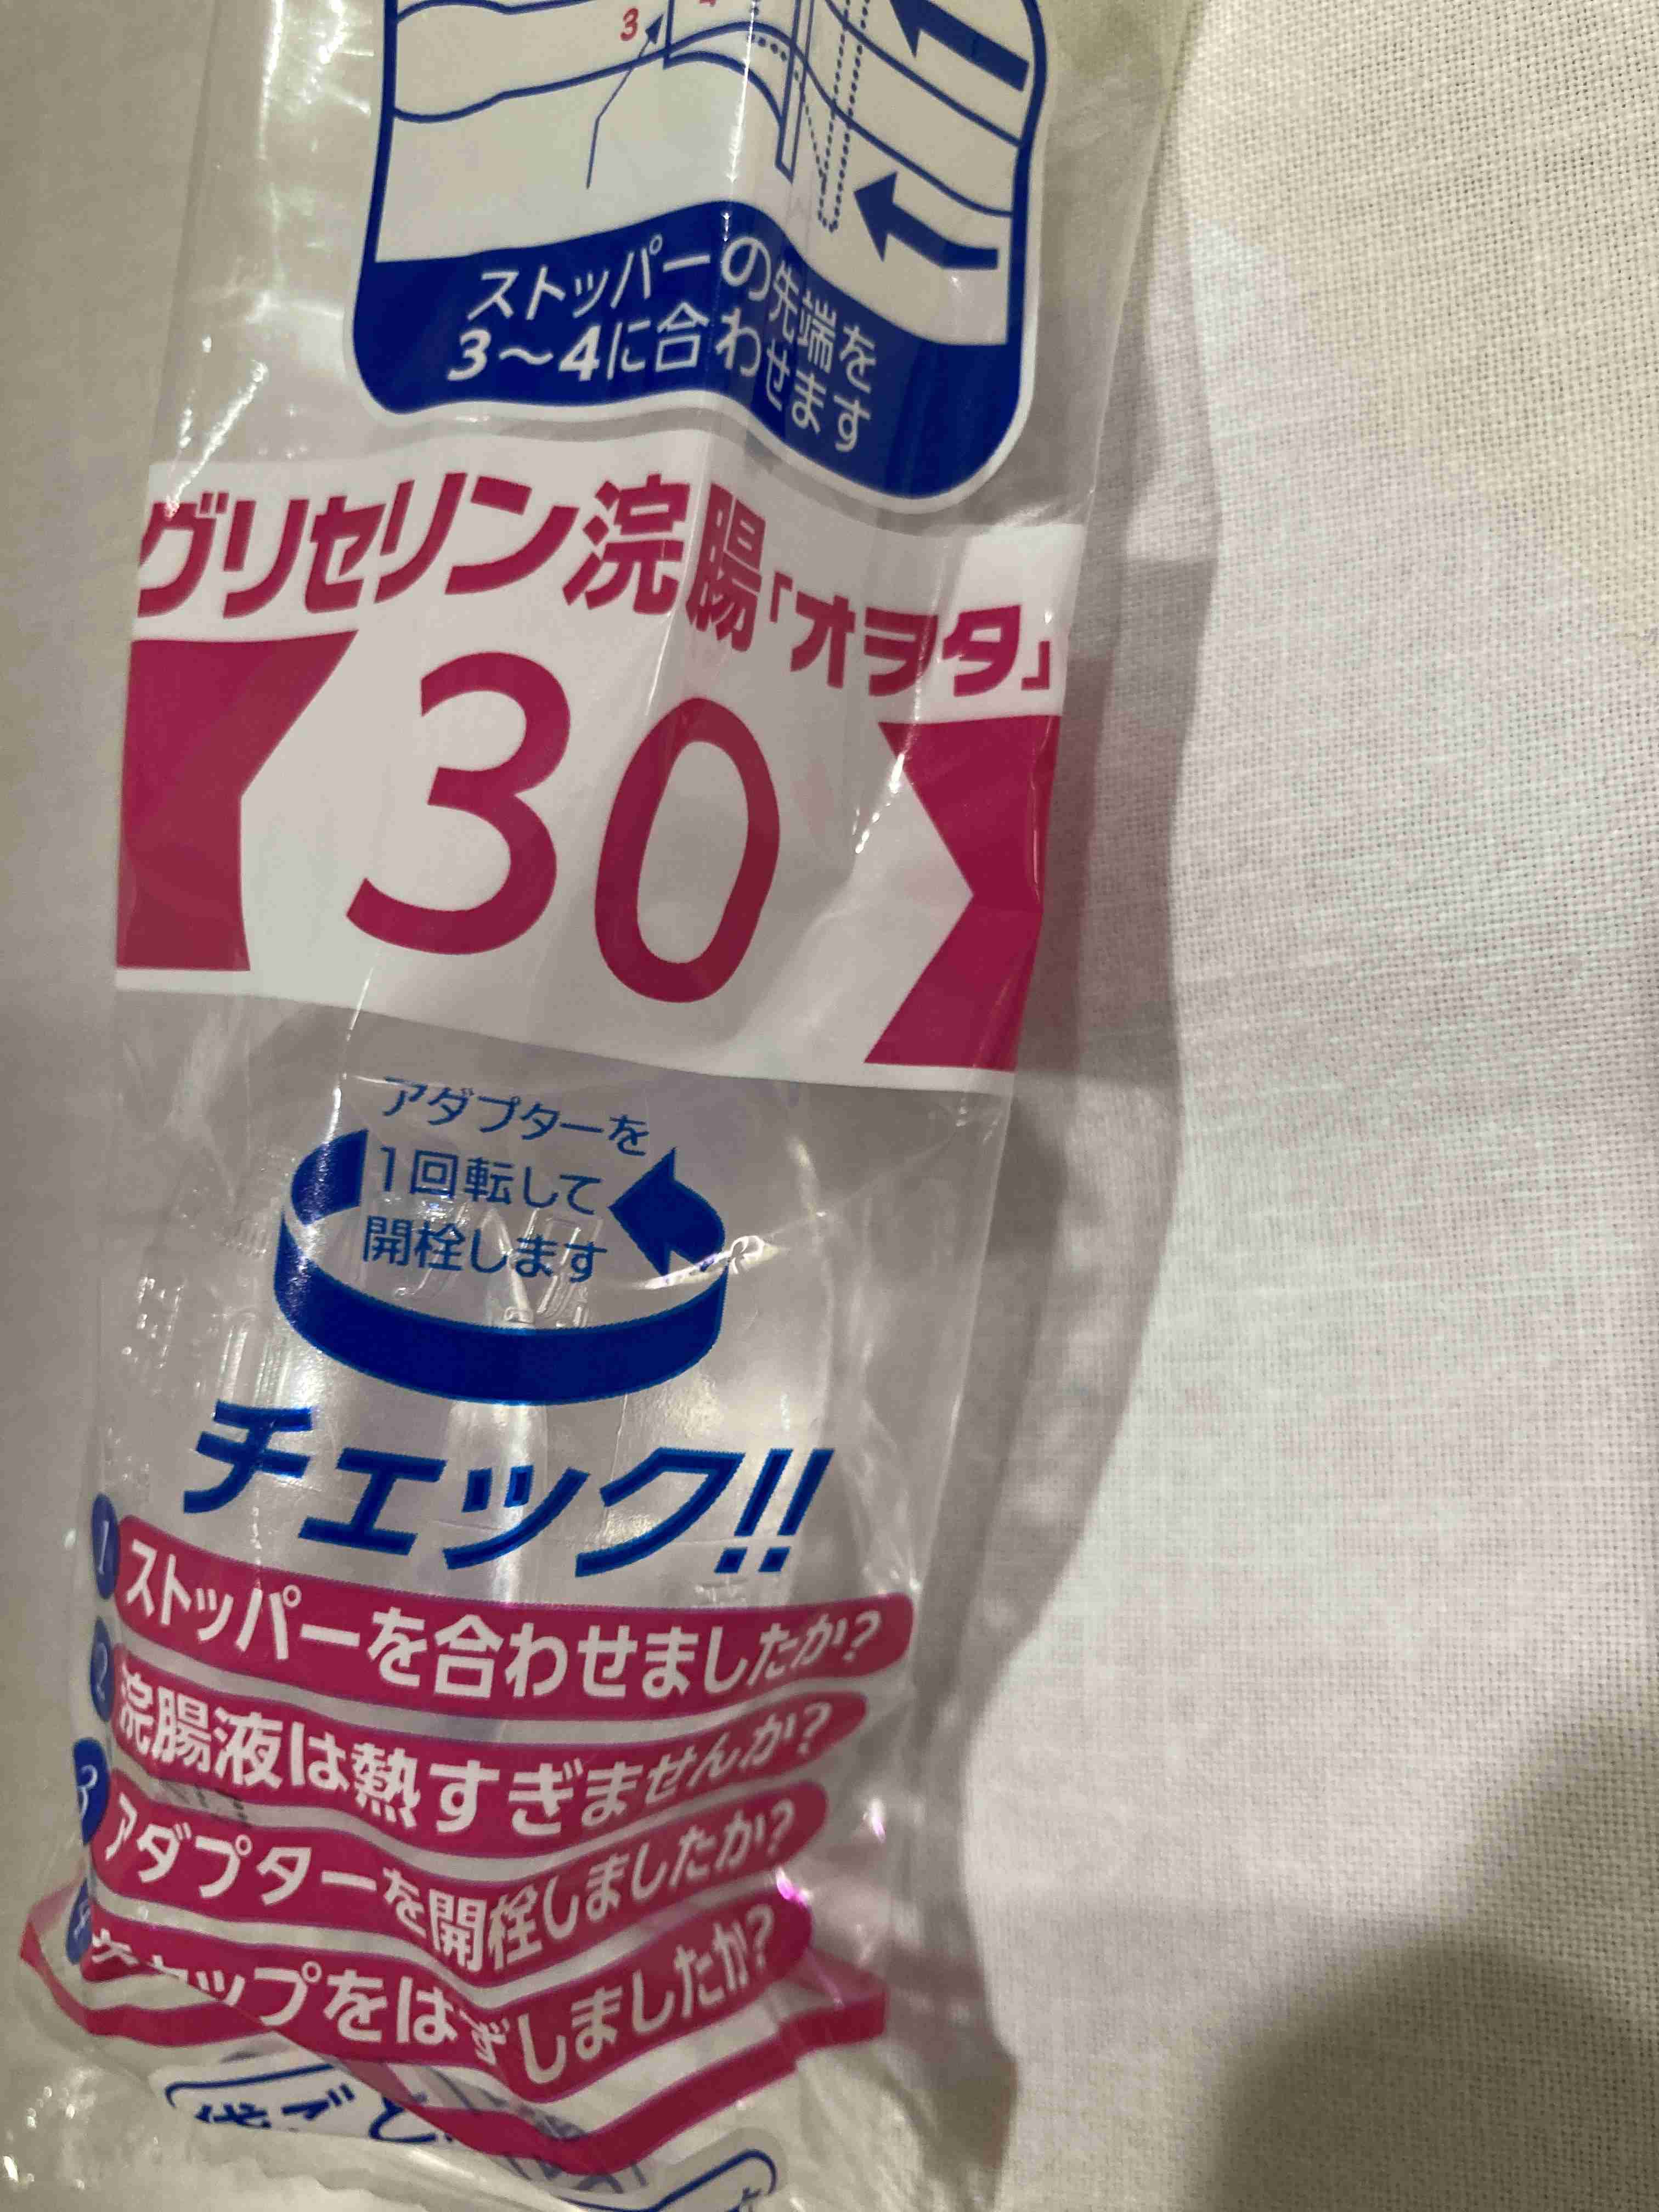 3
ストッパーの先端を
3〜4に合わせます
グリセリン浣腸「オヲタ」
30
アダプターを
1回転して
開栓します
チェック!!
1 ストッパーを合わせましたか?
2 浣腸液は熱すぎませんか?
3 アダプターを開栓しましたか?
4 キャップをはずしましたか?
袋ごと